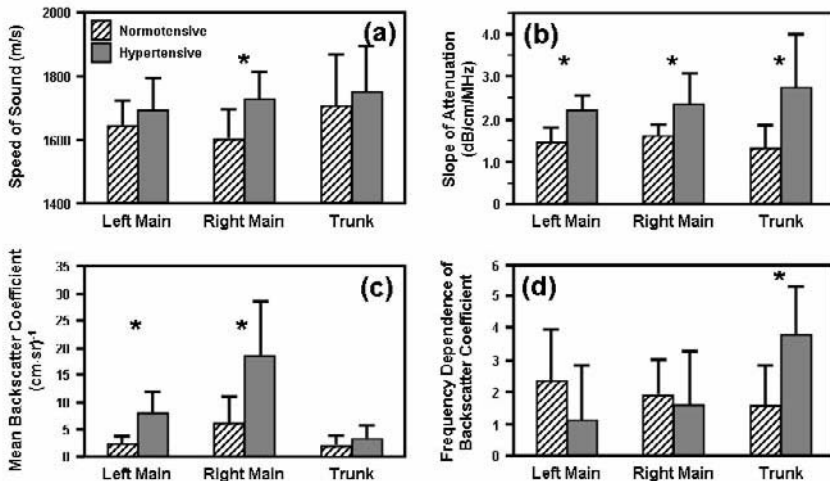 Speed of Sound (m/s)
2000
1800
1600
1400
Normotensive
Hypertensive
(a)
*
Left Main
Right Main
Trunk
Slope of Attenuation
(dB/cm/MHz)
4.0
3.0
2.0
1.0
(b)
*
*
*
Left Main
Right Main
Trunk
Mean Backscatter Coefficient
(cm·sr)-1
35
30
25
20
15
10
5
0
(c)
*
*
Left Main
Right Main
Trunk
Frequency Dependence of
Backscatter Coefficient
6
5
4
3
2
1
0
(d)
*
Left Main
Right Main
Trunk